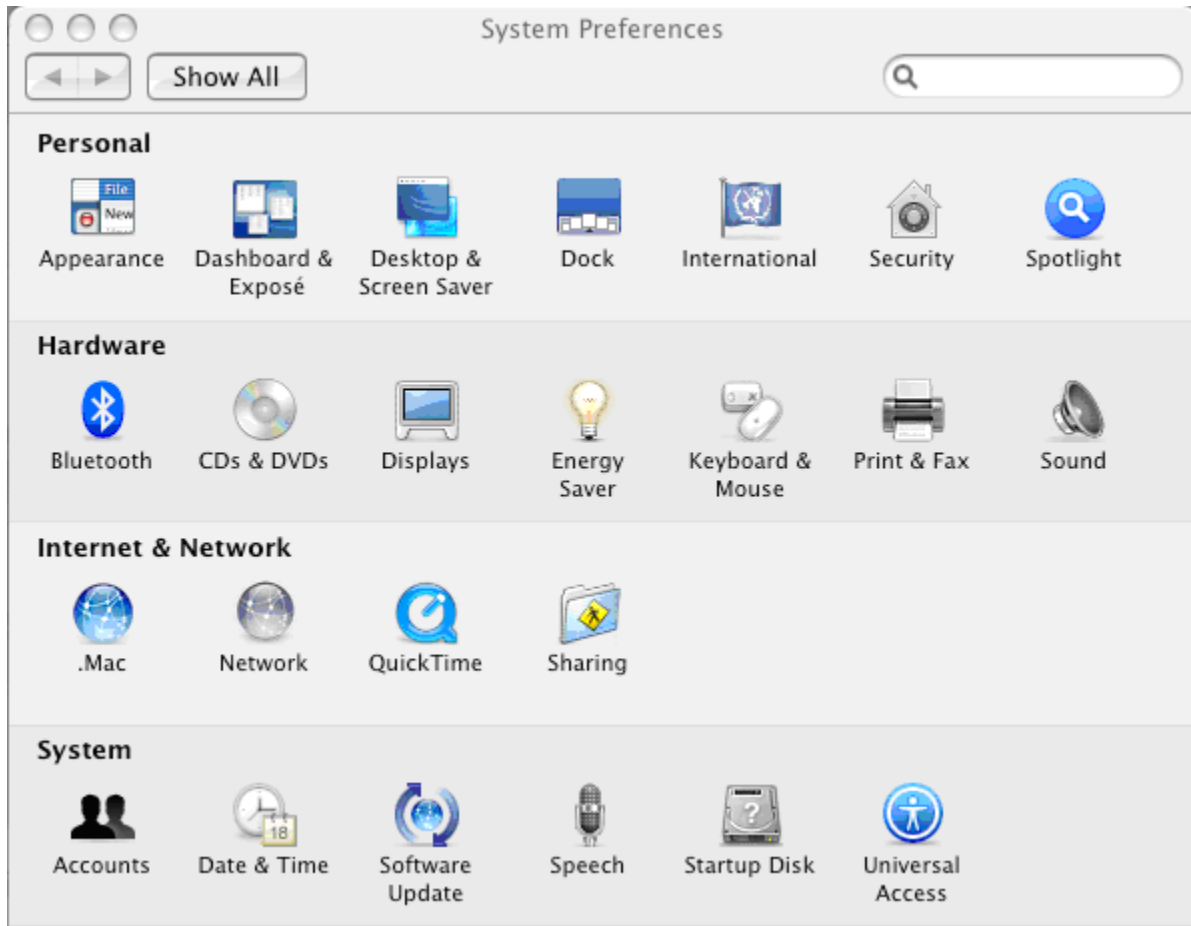 System Preferences
Show All
Personal
File
New
Appearance
Dashboard &
Exposé
Desktop &
Screen Saver
Dock
International
Security
Spotlight
Hardware
Bluetooth
CDs & DVDs
Displays
Energy
Saver
Keyboard &
Mouse
Print & Fax
Sound
Internet & Network
.Mac
Network
QuickTime
Sharing
System
18
?
Accounts
Date & Time
Software
Update
Speech
Startup Disk
Universal
Access